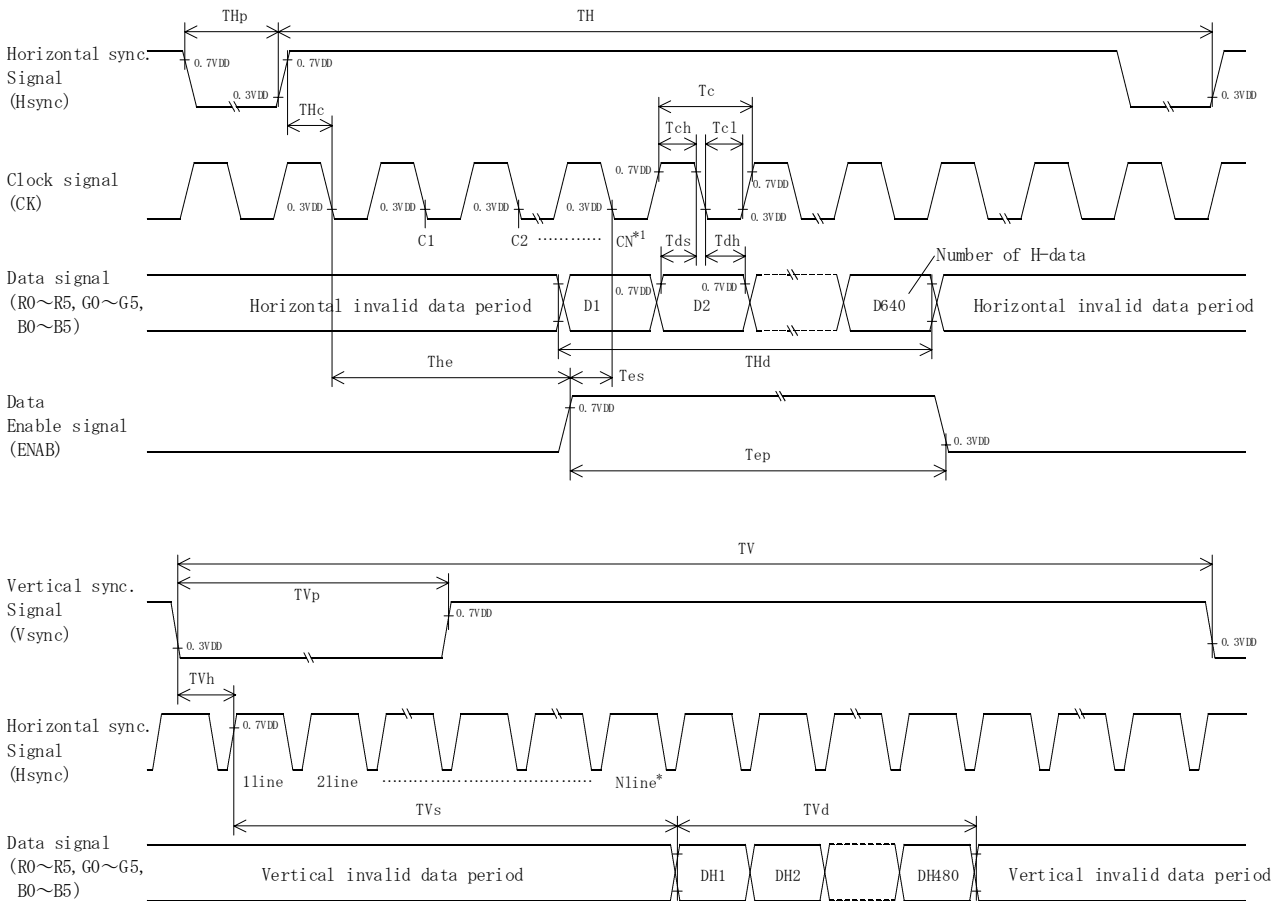 THp
TH
Horizontal sync.
Signal
(Hsync)
0.7VDD
0.7VDD
0.3VDD
0.3VDD
THc
Tc
Tch
Tcl
Clock signal
(CK)
0.7VDD
0.7VDD
0.3VDD
0.3VDD
0.3VDD
0.3VDD
0.3VDD
C1
C2
…………
CN*1
Tds
Tdh
Number of H-data
Data signal
(R0～R5, G0～G5,
B0～B5)
Horizontal invalid data period
D1
0.7VDD
D2
0.7VDD
D640
Horizontal invalid data period
The
THd
Tes
Data
Enable signal
(ENAB)
0.7VDD
0.3VDD
Tep
TV
Vertical sync.
Signal
(Vsync)
TVp
0.7VDD
0.3VDD
0.3VDD
TVh
Horizontal sync.
Signal
(Hsync)
0.7VDD
1line
2line
……………………………
Nline*
TVs
TVd
Data signal
(R0～R5, G0～G5,
B0～B5)
Vertical invalid data period
DH1
DH2
DH480
Vertical invalid data period